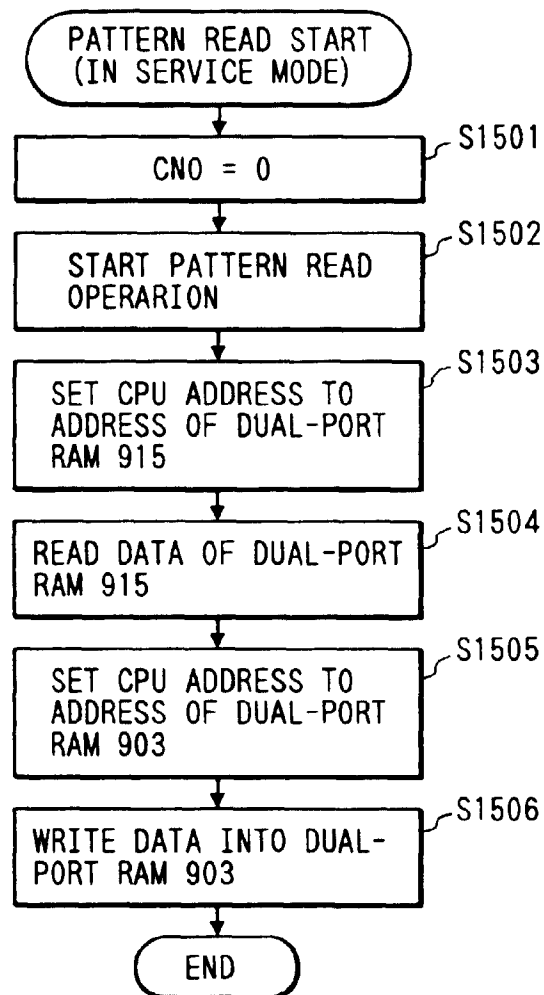 PATTERN READ START
(IN SERVICE MODE)
S1501
CNO = 0
S1502
START PATTERN READ
OPERARION
S1503
SET CPU ADDRESS TO
ADDRESS OF DUAL-PORT
RAM 915
S1504
READ DATA OF DUAL-PORT
RAM 915
S1505
SET CPU ADDRESS TO
ADDRESS OF DUAL-PORT
RAM 903
S1506
WRITE DATA INTO DUAL-
PORT RAM 903
END